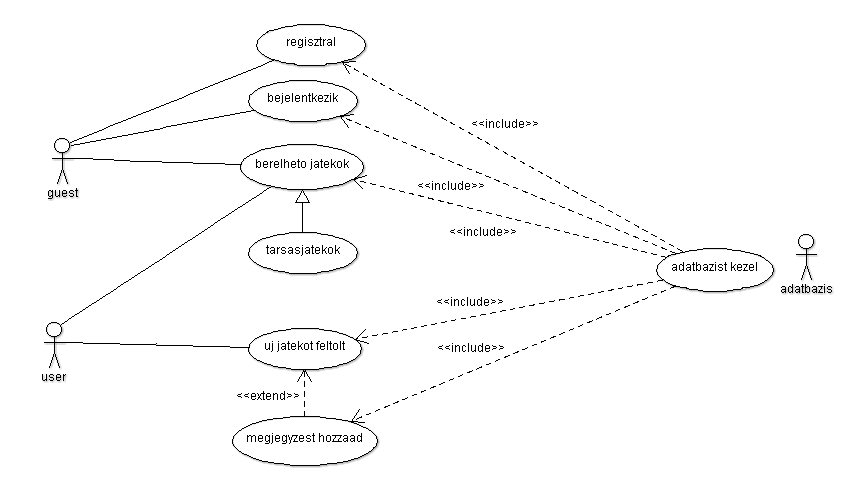 regisztral
bejelentkezik
<<include>>
berelheto jatekok
<<include>>
guest
<<include>>
tarsasjatekok
adatbazist kezel
adatbazis
<<include>>
uj jatekot feltolt
<<include>>
user
<<extend>>
megjegyzest hozzaad